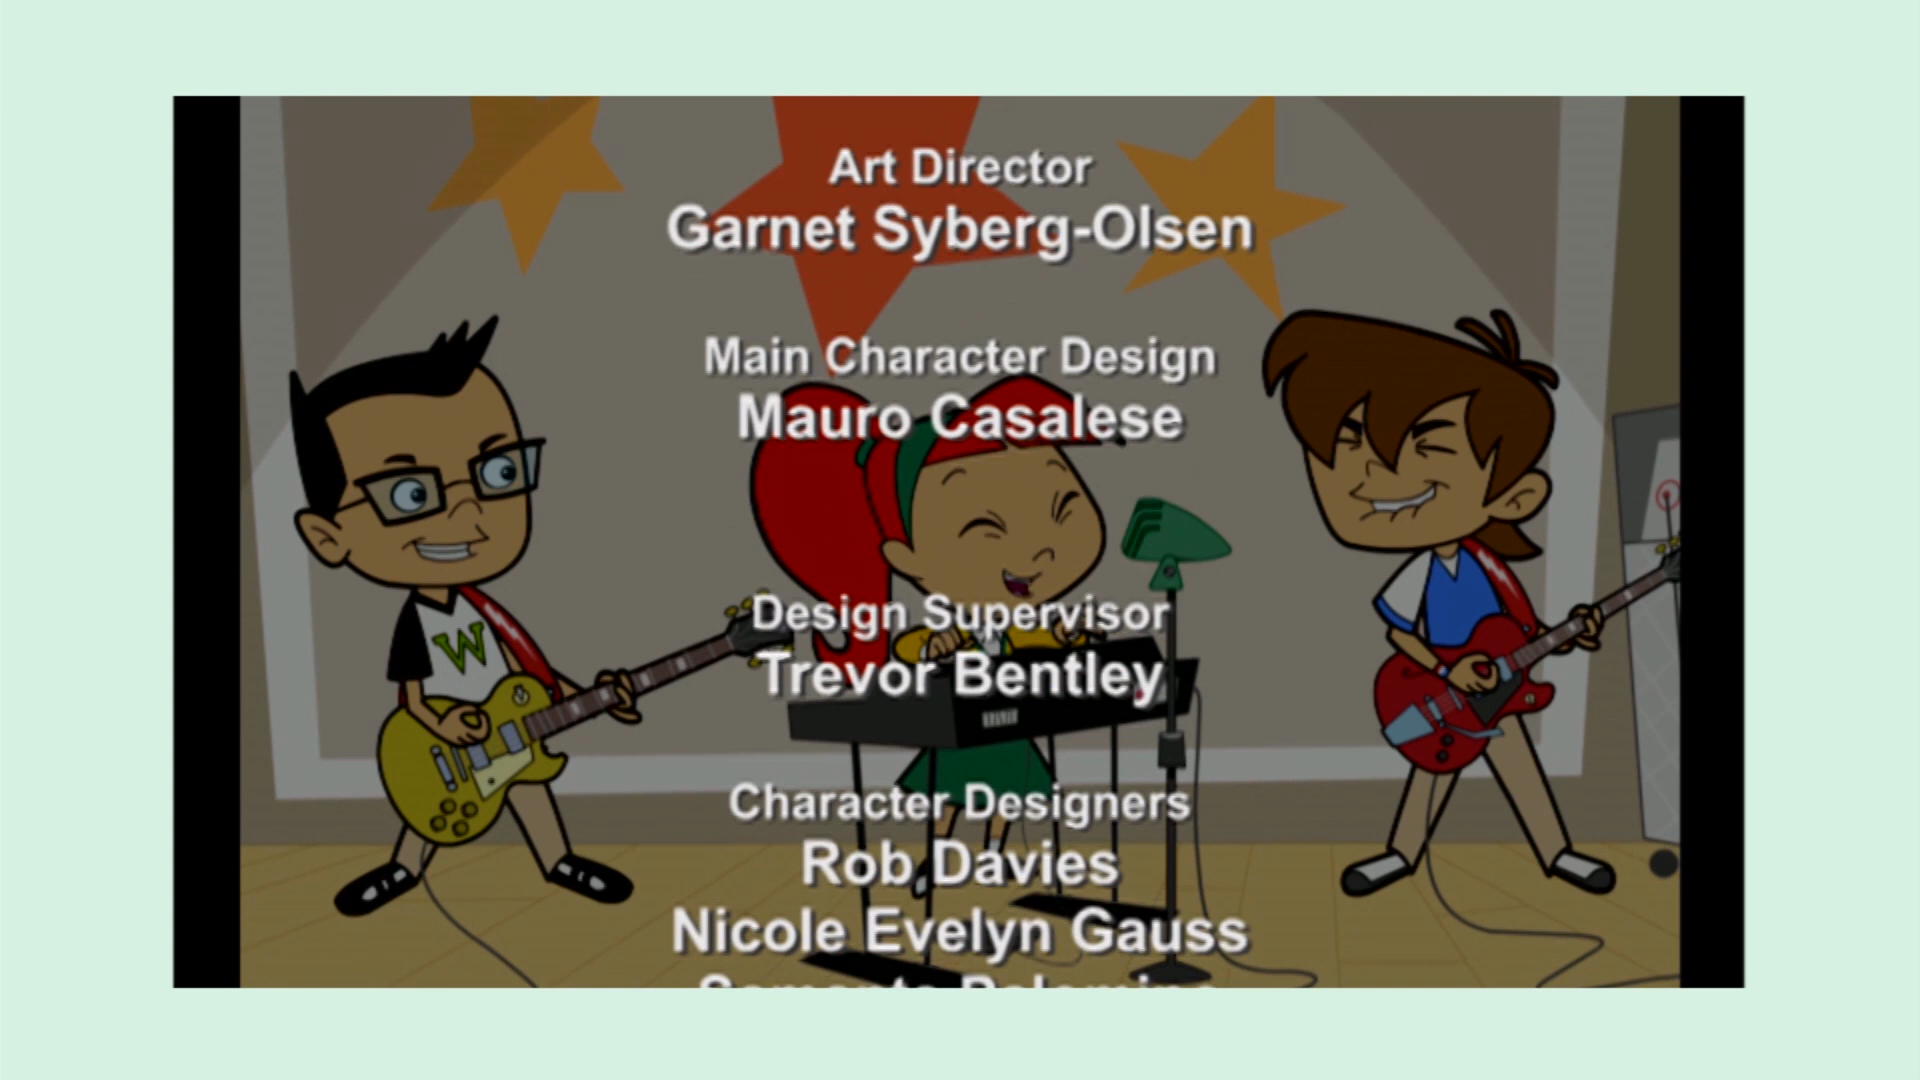 Art Director
Garnet Syberg-Olsen
Main Character Design
Mauro Casalese
W
Design Supervisor
Trevor Bentley
Character Designers
Rob Davies
Nicole Evelyn Gauss